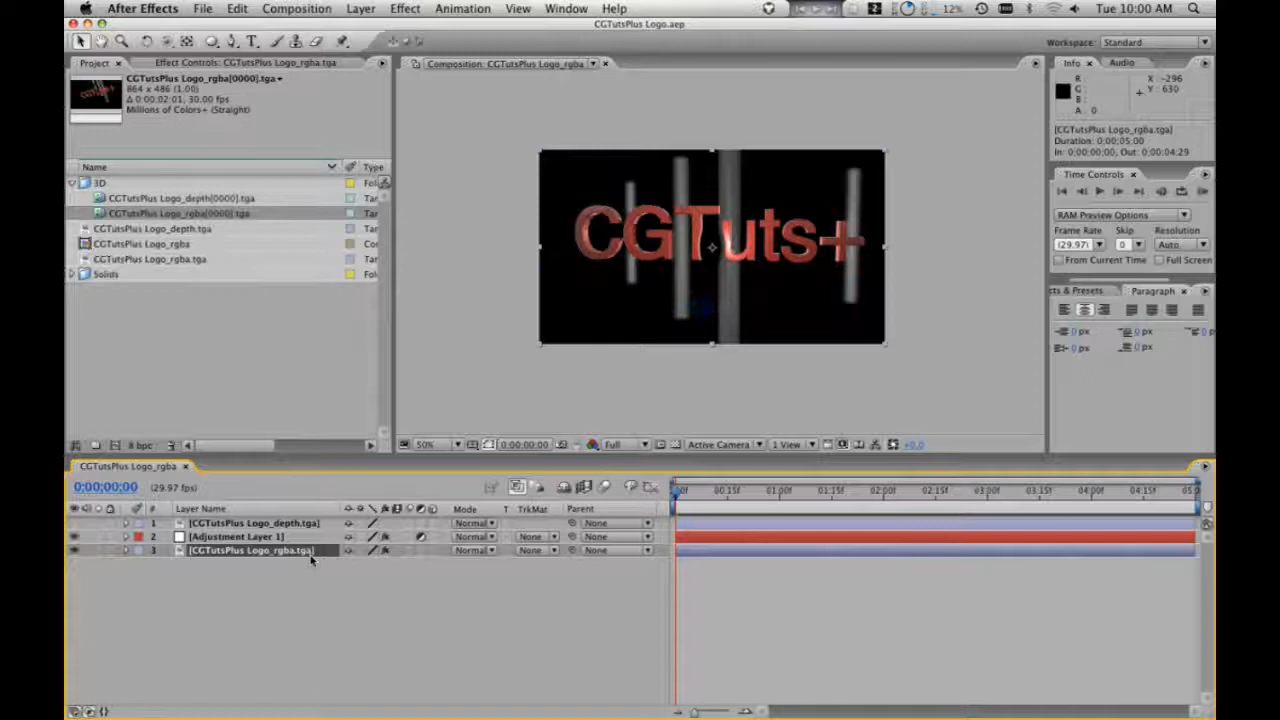 After Effects File Edit Composition Layer Effect Animation View Window Help 2 12% Tue 10:00 AM
CGTutsPlus Logo.aep
Workspace: Standard
Project Effect Controls: CGTutsPlus Logo_rgba.tga
Composition: CGTutsPlus Logo_rgba
Info Audio
CGTutsPlus Logo_rgba[0000].tga
864 x 486 (1.00)
Δ 0:00:02:01, 30.00 fps
Millions of Colors+ (Straight)
R :
G :
B :
A : 0
X : -296
Y : 630
[CGTutsPlus Logo_rgba.tga]
Duration: 0;00;05;00
In: 0;00;00;00, Out: 0;00;04;29
Name Type
3D Fol
CGTutsPlus Logo_depth[0000].tga Tar
CGTutsPlus Logo_rgba[0000].tga Tar
CGTutsPlus Logo_depth.tga Tar
CGTutsPlus Logo_rgba Co
CGTutsPlus Logo_rgba.tga Tar
Solids Fol
CGTuts+
Time Controls
RAM Preview Options
Frame Rate Skip Resolution
(29.97) 0 Auto
From Current Time Full Screen
cts & Presets Paragraph
0 px 0 px 0 p
0 px 0 px
8 bpc
50% 0;00;00;00 Full Active Camera 1 View +0.0
CGTutsPlus Logo_rgba
0;00;00;00 (29.97 fps)
00f 00:15f 01:00f 01:15f 02:00f 02:15f 03:00f 03:15f 04:00f 04:15f 05:0
# Layer Name Mode T TrkMat Parent
1 [CGTutsPlus Logo_depth.tga] Normal None
2 [Adjustment Layer 1] Normal None None
3 [CGTutsPlus Logo_rgba.tga] Normal None None